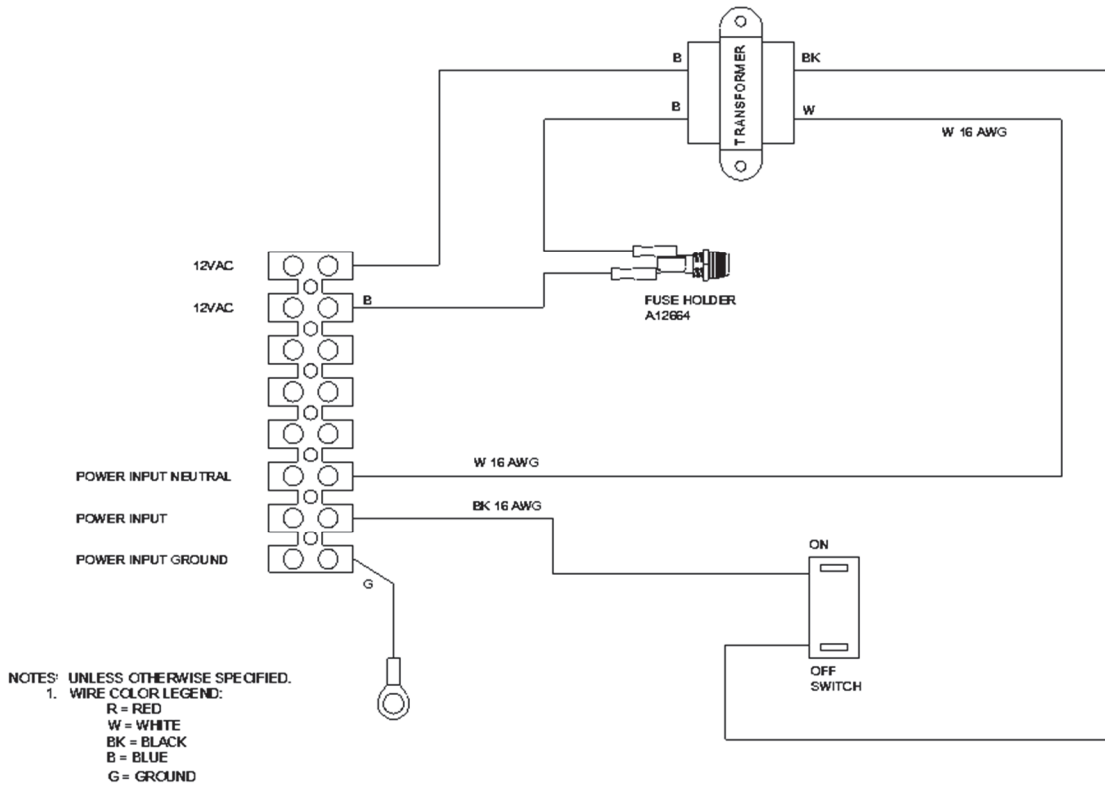 B
BK
TRANSFORMER
B
W
W 16 AWG
12VAC
12VAC
B
FUSE HOLDER
A12664
W 16 AWG
POWER INPUT NEUTRAL
BK 16 AWG
POWER INPUT
ON
POWER INPUT GROUND
G
OFF
SWITCH
NOTES: UNLESS OTHERWISE SPECIFIED.
1. WIRE COLOR LEGEND:
R = RED
W = WHITE
BK = BLACK
B = BLUE
G = GROUND